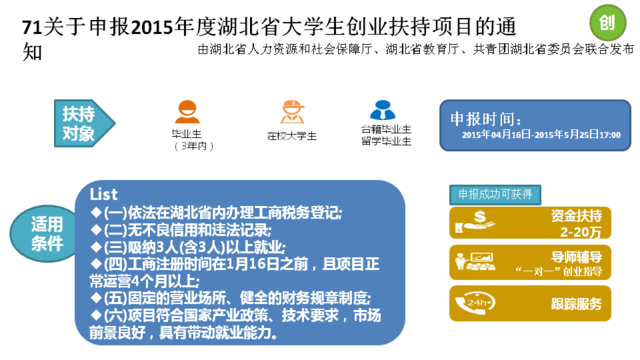 71关于申报2015年度湖北省大学生创业扶持项目的通
知
由湖北省人力资源和社会保障厅、湖北省教育厅、共青团湖北省委员会联合发布
创
扶持
对象
毕业生
（3年内）
在校大学生
台籍毕业生
留学毕业生
申报时间：
2015年04月16日-2015年5月25日17:00
适用
条件
List
◆(一)依法在湖北省内办理工商税务登记;
◆(二)无不良信用和违法记录;
◆(三)吸纳3人(含3人)以上就业;
◆(四)工商注册时间在1月16日之前，且项目正
常运营4个月以上;
◆(五)固定的营业场所、健全的财务规章制度;
◆(六)项目符合国家产业政策、技术要求，市场
前景良好，具有带动就业能力。
申报成功可获得
资金扶持
2-20万
导师辅导
“一对一”创业指导
24h
跟踪服务